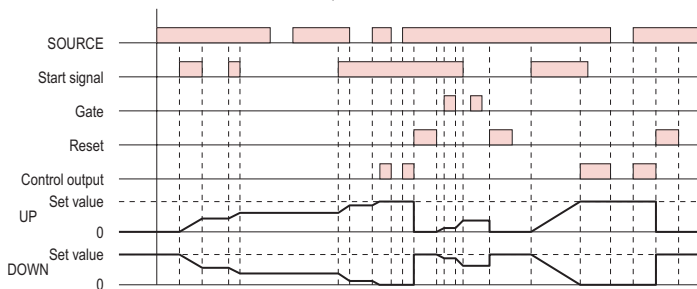 SOURCE
Start signal
Gate
Reset
Control output
Set value
UP
0
Set value
DOWN
0